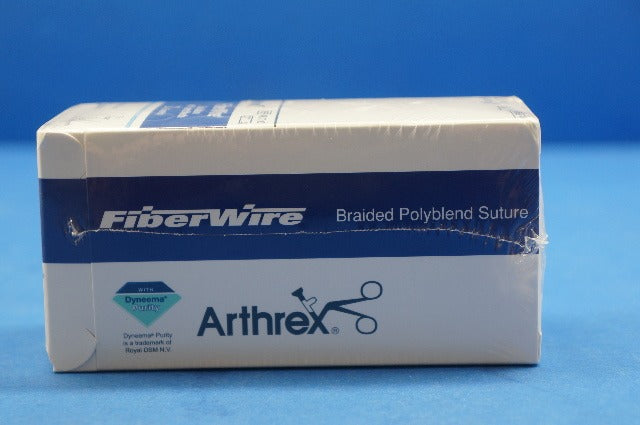 FiberWire
Braided Polyblend Suture
WITH
Dyneema®
Purity
Dyneema® Purity
is a trademark of
Royal DSM N.V.
Arthrex®